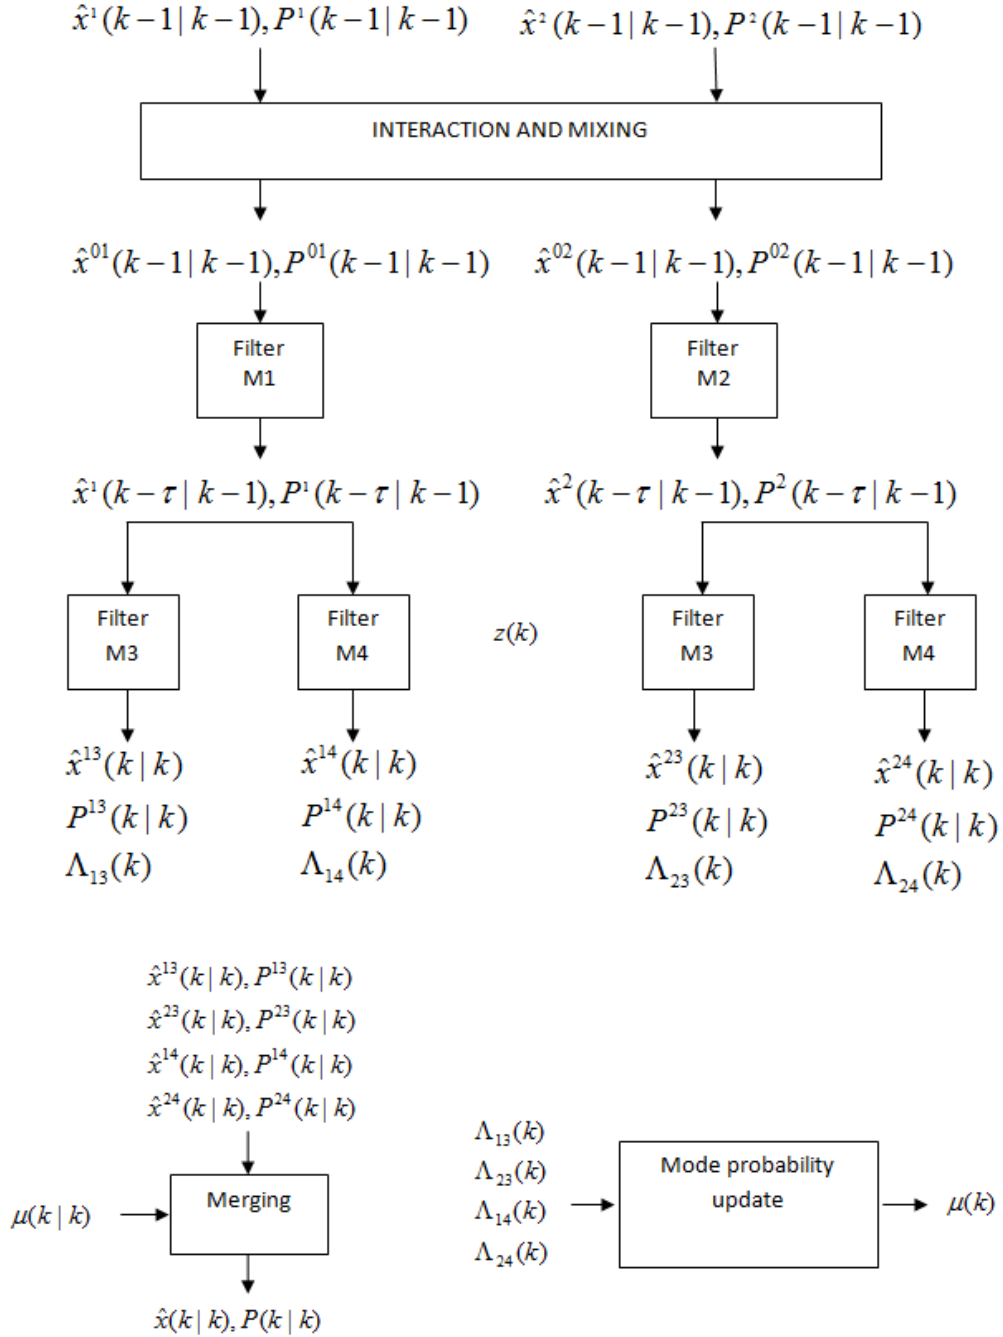 x̂¹(k−1|k−1),P¹(k−1|k−1) x̂²(k−1|k−1),P²(k−1|k−1)
INTERACTION AND MIXING
x̂⁰¹(k−1|k−1),P⁰¹(k−1|k−1) x̂⁰²(k−1|k−1),P⁰²(k−1|k−1)
Filter Filter
M1 M2
x̂¹(k−τ|k−1),P¹(k−τ|k−1) x̂²(k−τ|k−1),P²(k−τ|k−1)
Filter Filter Filter Filter
z(k)
M3 M4 M3 M4
x̂¹³(k|k) x̂¹⁴(k|k) x̂²³(k|k) x̂²⁴(k|k)
P¹³(k|k) P¹⁴(k|k) P²³(k|k) P²⁴(k|k)
Λ₁₃(k) Λ₁₄(k) Λ₂₃(k) Λ₂₄(k)
x̂¹³(k|k),P¹³(k|k)
x̂²³(k|k),P²³(k|k)
x̂¹⁴(k|k),P¹⁴(k|k)
x̂²⁴(k|k),P²⁴(k|k)
μ(k|k)
Merging
x̂(k|k),P(k|k)
Λ₁₃(k)
Λ₂₃(k)
Λ₁₄(k)
Λ₂₄(k)
Mode probability
update
μ(k)